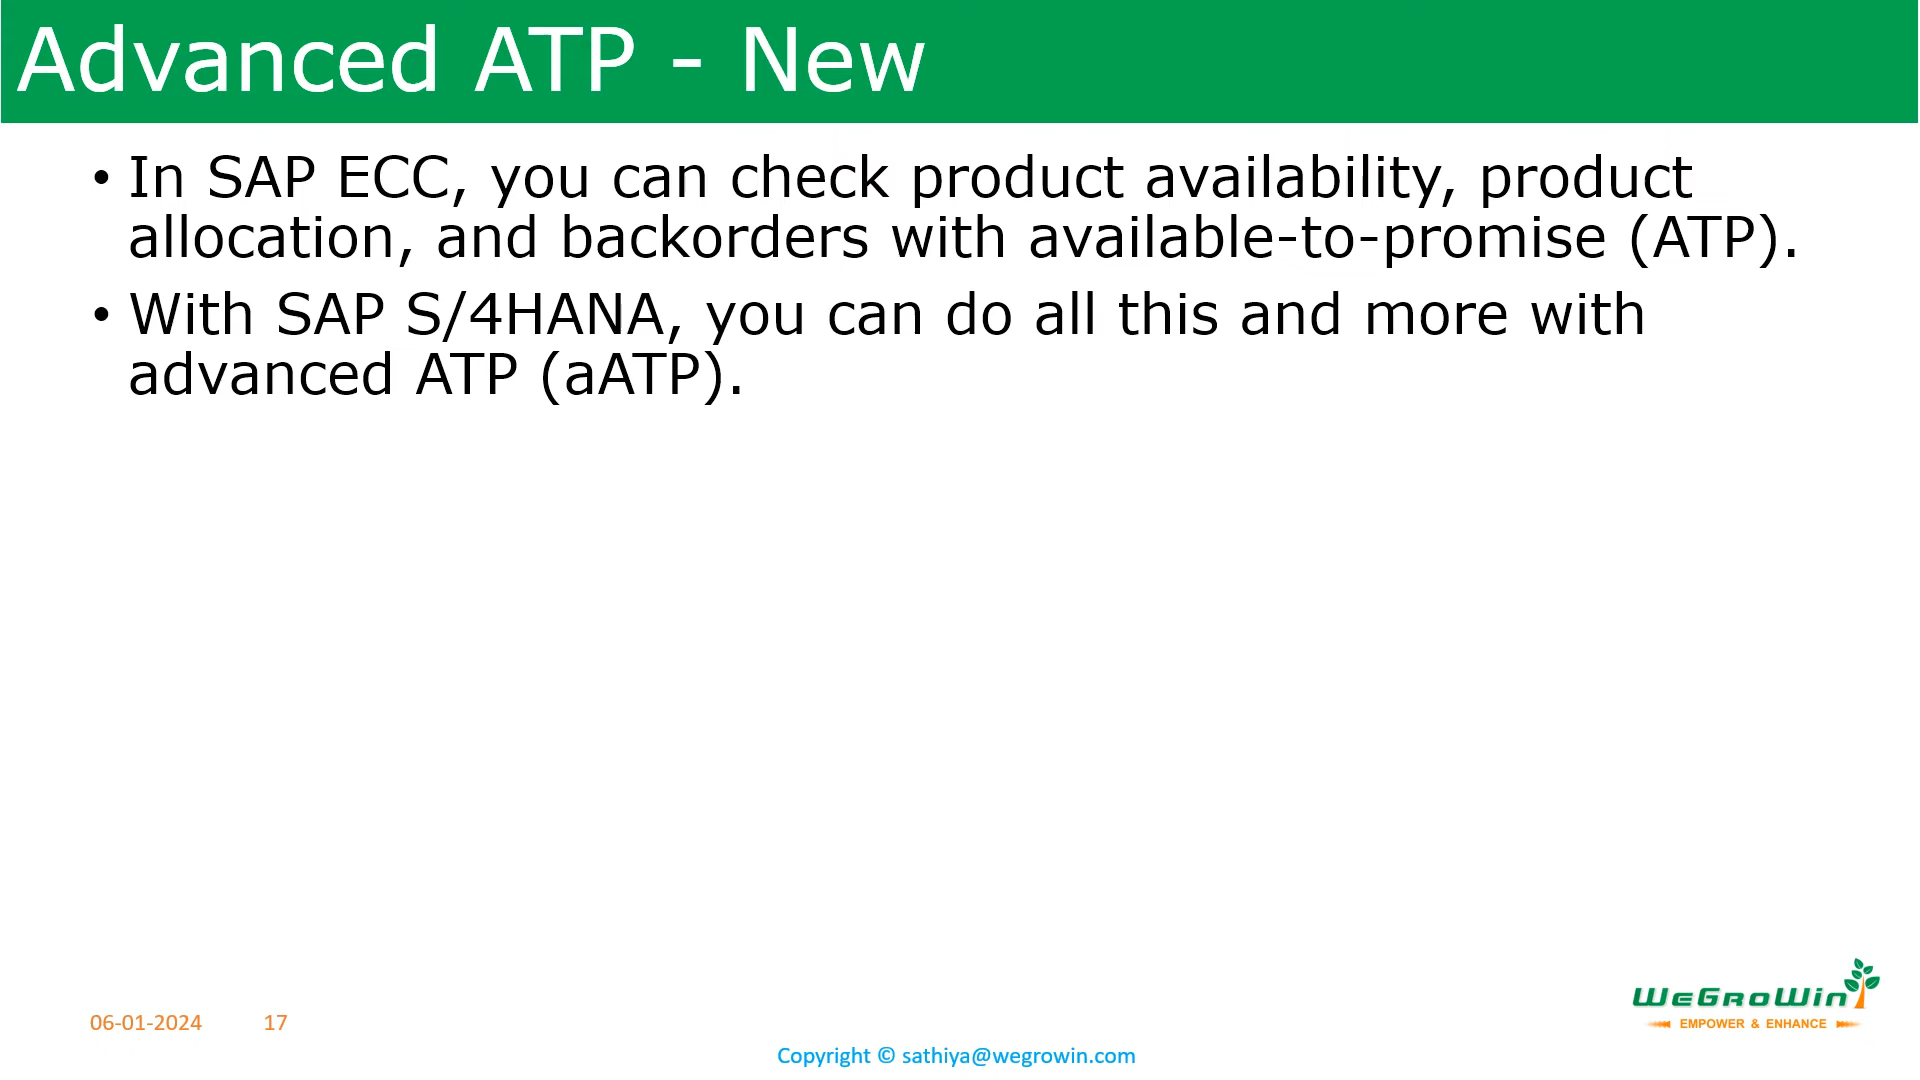 Advanced ATP - New
• In SAP ECC, you can check product availability, product
allocation, and backorders with available-to-promise (ATP).
• With SAP S/4HANA, you can do all this and more with
advanced ATP (aATP).
WeGroWin
EMPOWER & ENHANCE
06-01-2024 17
Copyright © sathiya@wegrowin.com